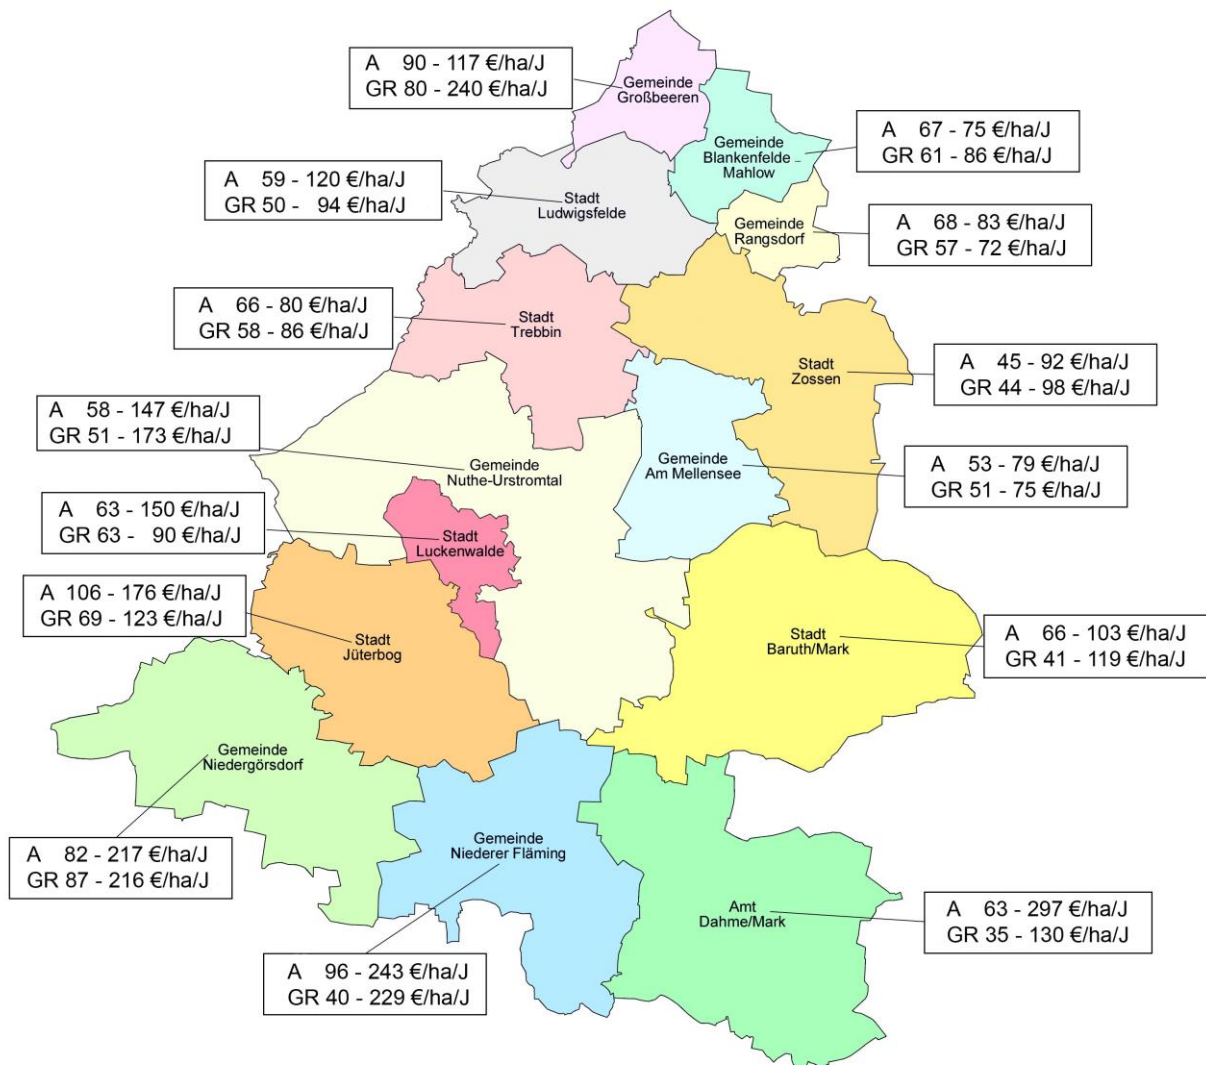 A 90 - 117 €/ha/J
GR 80 - 240 €/ha/J
Gemeinde
Großbeeren
Gemeinde
Blankenfelde -
Mahlow
A 67 - 75 €/ha/J
GR 61 - 86 €/ha/J
A 59 - 120 €/ha/J
GR 50 - 94 €/ha/J
Stadt
Ludwigsfelde
Gemeinde
Rangsdorf
A 68 - 83 €/ha/J
GR 57 - 72 €/ha/J
A 66 - 80 €/ha/J
GR 58 - 86 €/ha/J
Stadt
Trebbin
Stadt
Zossen
A 45 - 92 €/ha/J
GR 44 - 98 €/ha/J
A 58 - 147 €/ha/J
GR 51 - 173 €/ha/J
Gemeinde
Nuthe-Urstromtal
Gemeinde
Am Mellensee
A 53 - 79 €/ha/J
GR 51 - 75 €/ha/J
A 63 - 150 €/ha/J
GR 63 - 90 €/ha/J
Stadt
Luckenwalde
A 106 - 176 €/ha/J
GR 69 - 123 €/ha/J
Stadt
Jüterbog
Stadt
Baruth/Mark
A 66 - 103 €/ha/J
GR 41 - 119 €/ha/J
Gemeinde
Niedergörsdorf
A 82 - 217 €/ha/J
GR 87 - 216 €/ha/J
Gemeinde
Niederer Fläming
A 96 - 243 €/ha/J
GR 40 - 229 €/ha/J
Amt
Dahme/Mark
A 63 - 297 €/ha/J
GR 35 - 130 €/ha/J